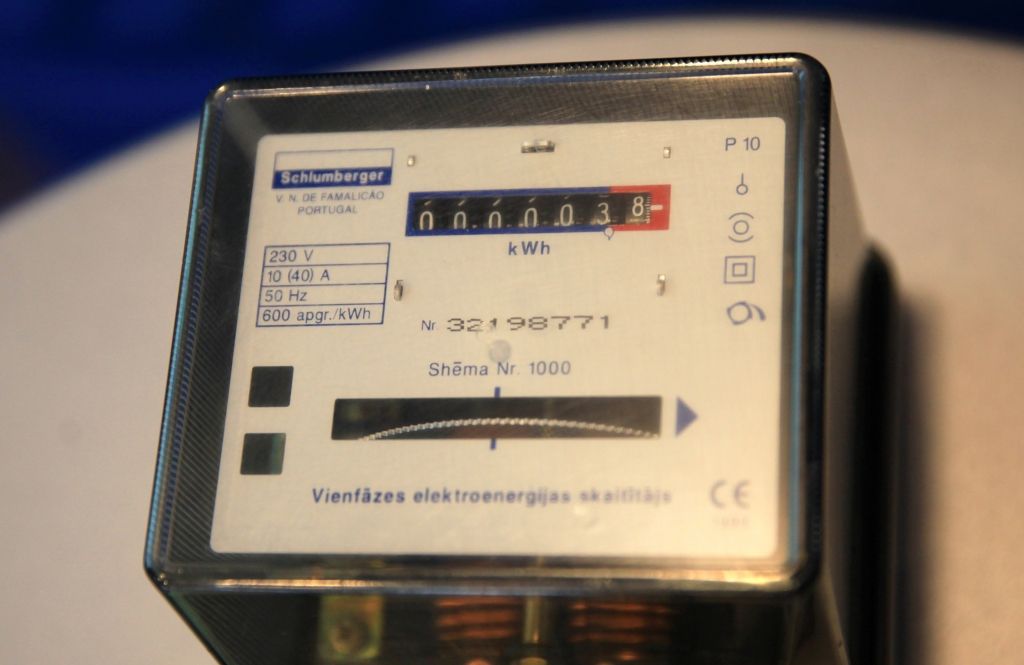 Schlumberger
V. N. DE FAMALICÃO
PORTUGAL
P 10
0000038
kWh
230 V
10 (40) A
50 Hz
600 apgr./kWh
Nr 32198771
Shēma Nr. 1000
Vienfāzes elektroenerģijas skaitītājs
CE